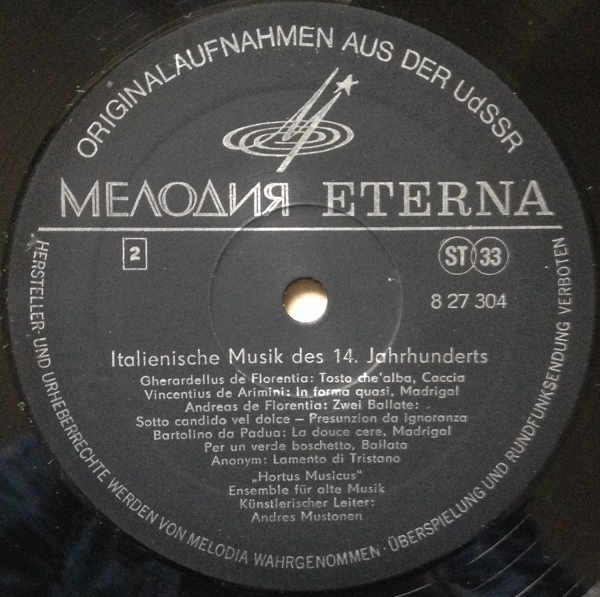 ORIGINALAUFNAHMEN AUS DER UdSSR
МЕЛОДИЯ ETERNA
2
ST 33
8 27 304
Italienische Musik des 14. Jahrhunderts
Gherardellus de Florentia: Tosto che'alba, Caccia
Vincentius de Arimini: In forma quasi, Madrigal
Andreas de Florentia: Zwei Ballate:
Sotto candido vel dolce – Presunzion da ignoranza
Bartolino da Padua: La douce cere, Madrigal
Per un verde boschetto, Ballata
Anonym: Lamento di Tristano
„Hortus Musicus"
Ensemble für alte Musik
Künstlerischer Leiter:
Andres Mustonen
HERSTELLER- UND URHEBERRECHTE WERDEN VON MELODIA WAHRGENOMMEN · ÜBERSPIELUNG UND RUNDFUNKSENDUNG VERBOTEN